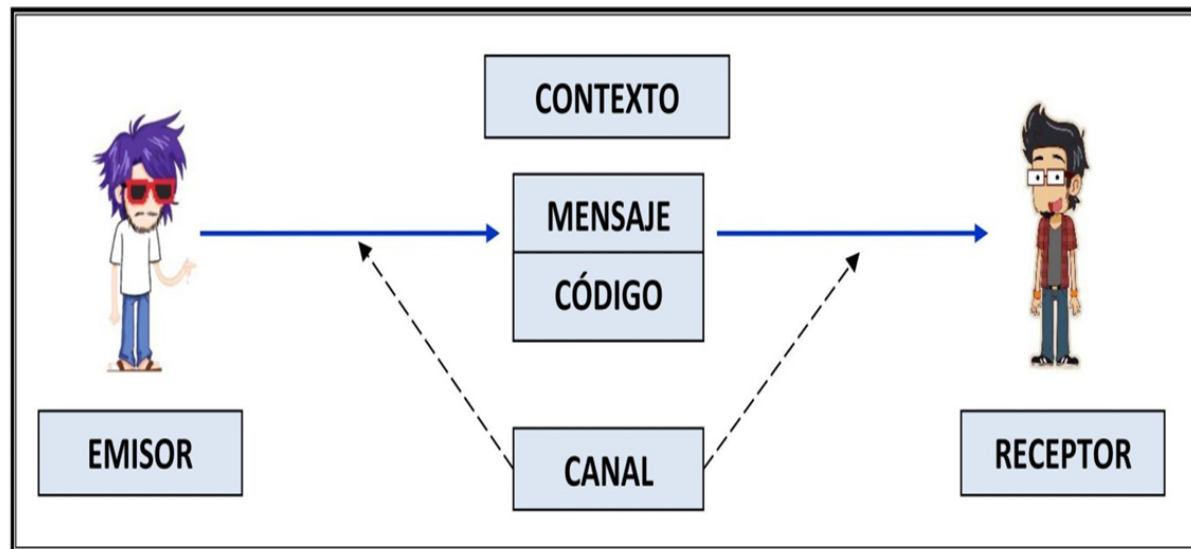 CONTEXTO
MENSAJE
CÓDIGO
EMISOR
CANAL
RECEPTOR